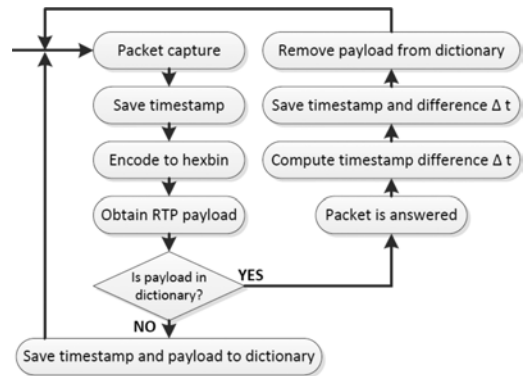 Packet capture
Save timestamp
Encode to hexbin
Obtain RTP payload
Is payload in
dictionary?
YES
NO
Save timestamp and payload to dictionary
Packet is answered
Compute timestamp difference Δ t
Save timestamp and difference Δ t
Remove payload from dictionary